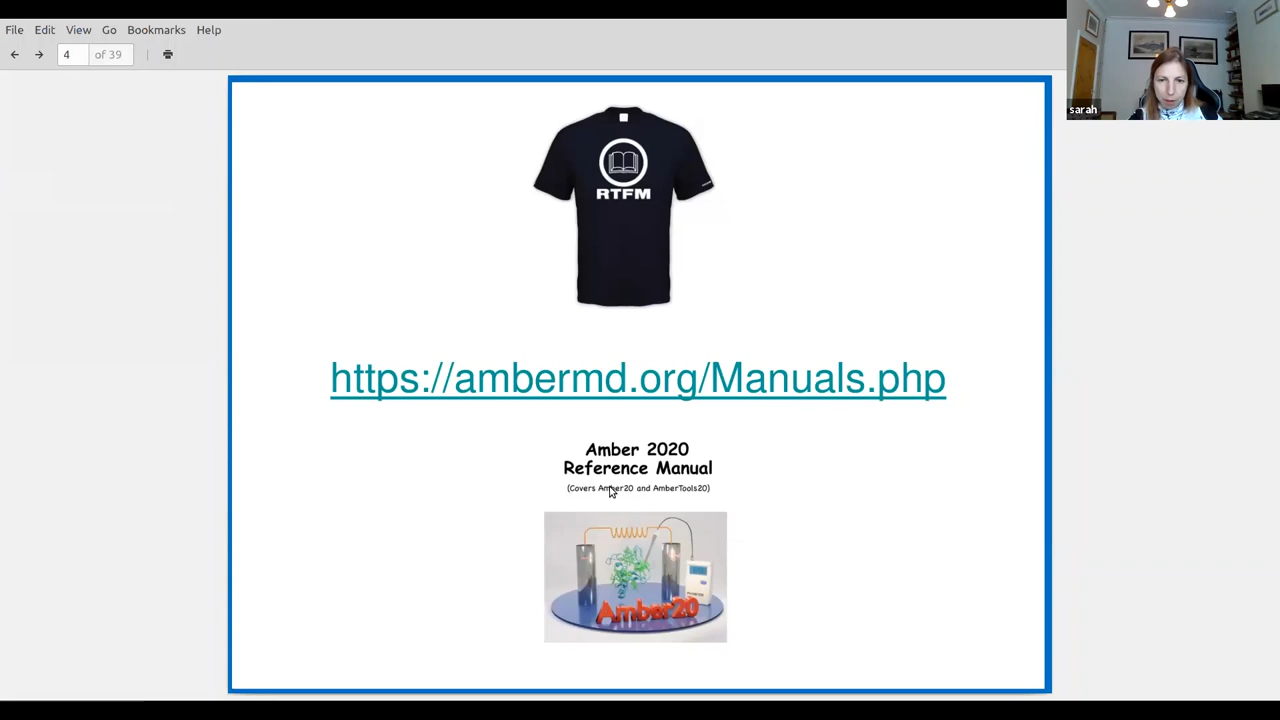 File Edit View Go Bookmarks Help
4 of 39
sarah
RTFM
https://ambermd.org/Manuals.php
Amber 2020
Reference Manual
(Covers Amber20 and AmberTools20)
Amber20